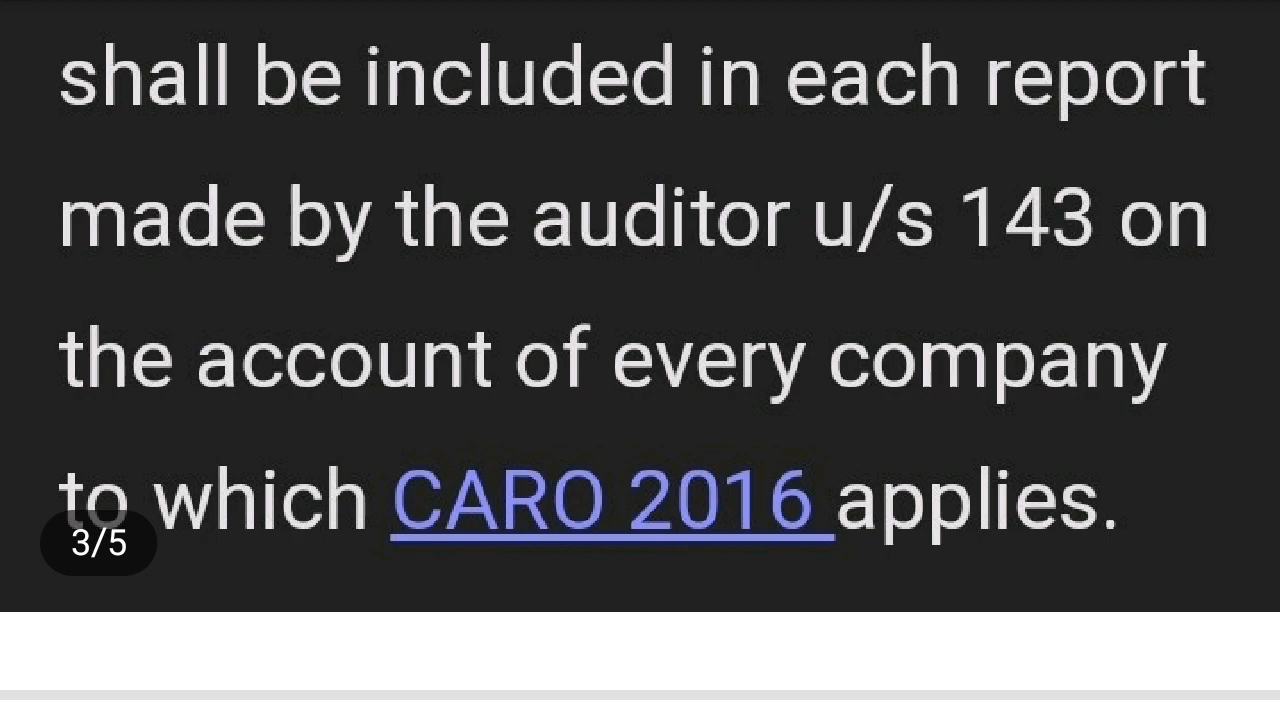 shall be included in each report
made by the auditor u/s 143 on
the account of every company
to which CARO 2016 applies.
3/5